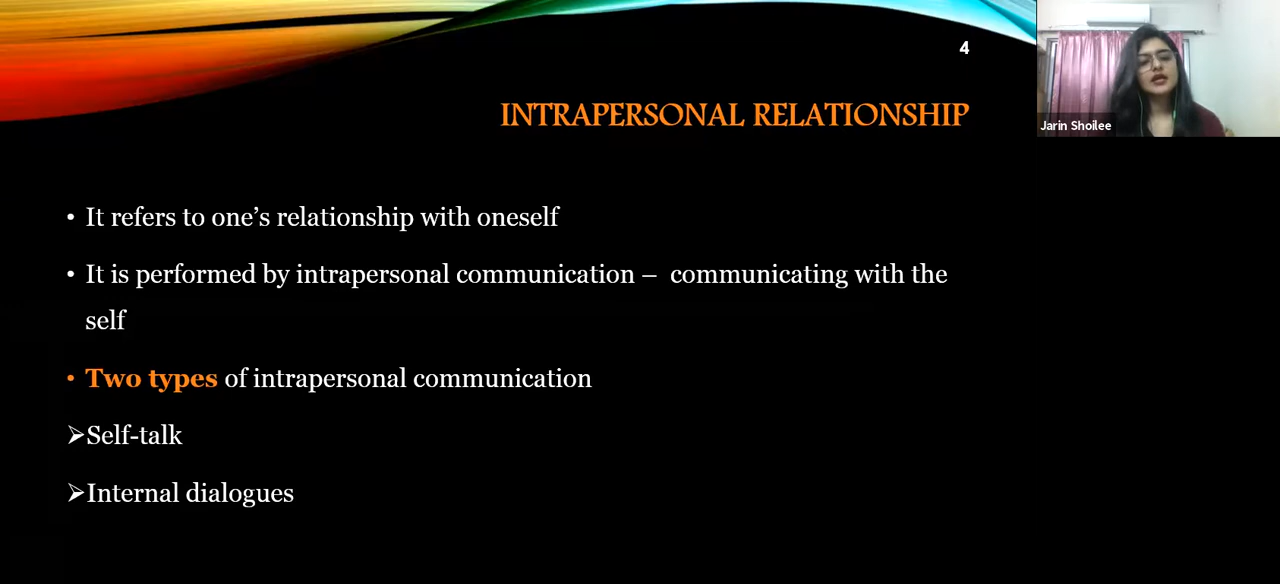 4
INTRAPERSONAL RELATIONSHIP
Jarin Shoilee
• It refers to one’s relationship with oneself
• It is performed by intrapersonal communication – communicating with the
self
• Two types of intrapersonal communication
➢Self-talk
➢Internal dialogues